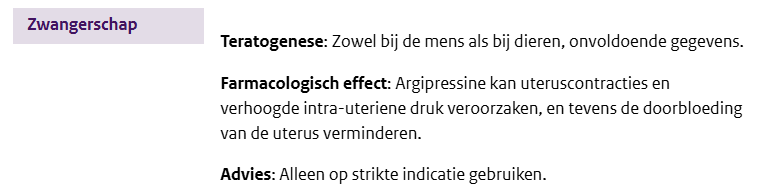 Zwangerschap
Teratogenese: Zowel bij de mens als bij dieren, onvoldoende gegevens.
Farmacologisch effect: Argipressine kan uteruscontracties en
verhoogde intra-uteriene druk veroorzaken, en tevens de doorbloeding
van de uterus verminderen.
Advies: Alleen op strikte indicatie gebruiken.